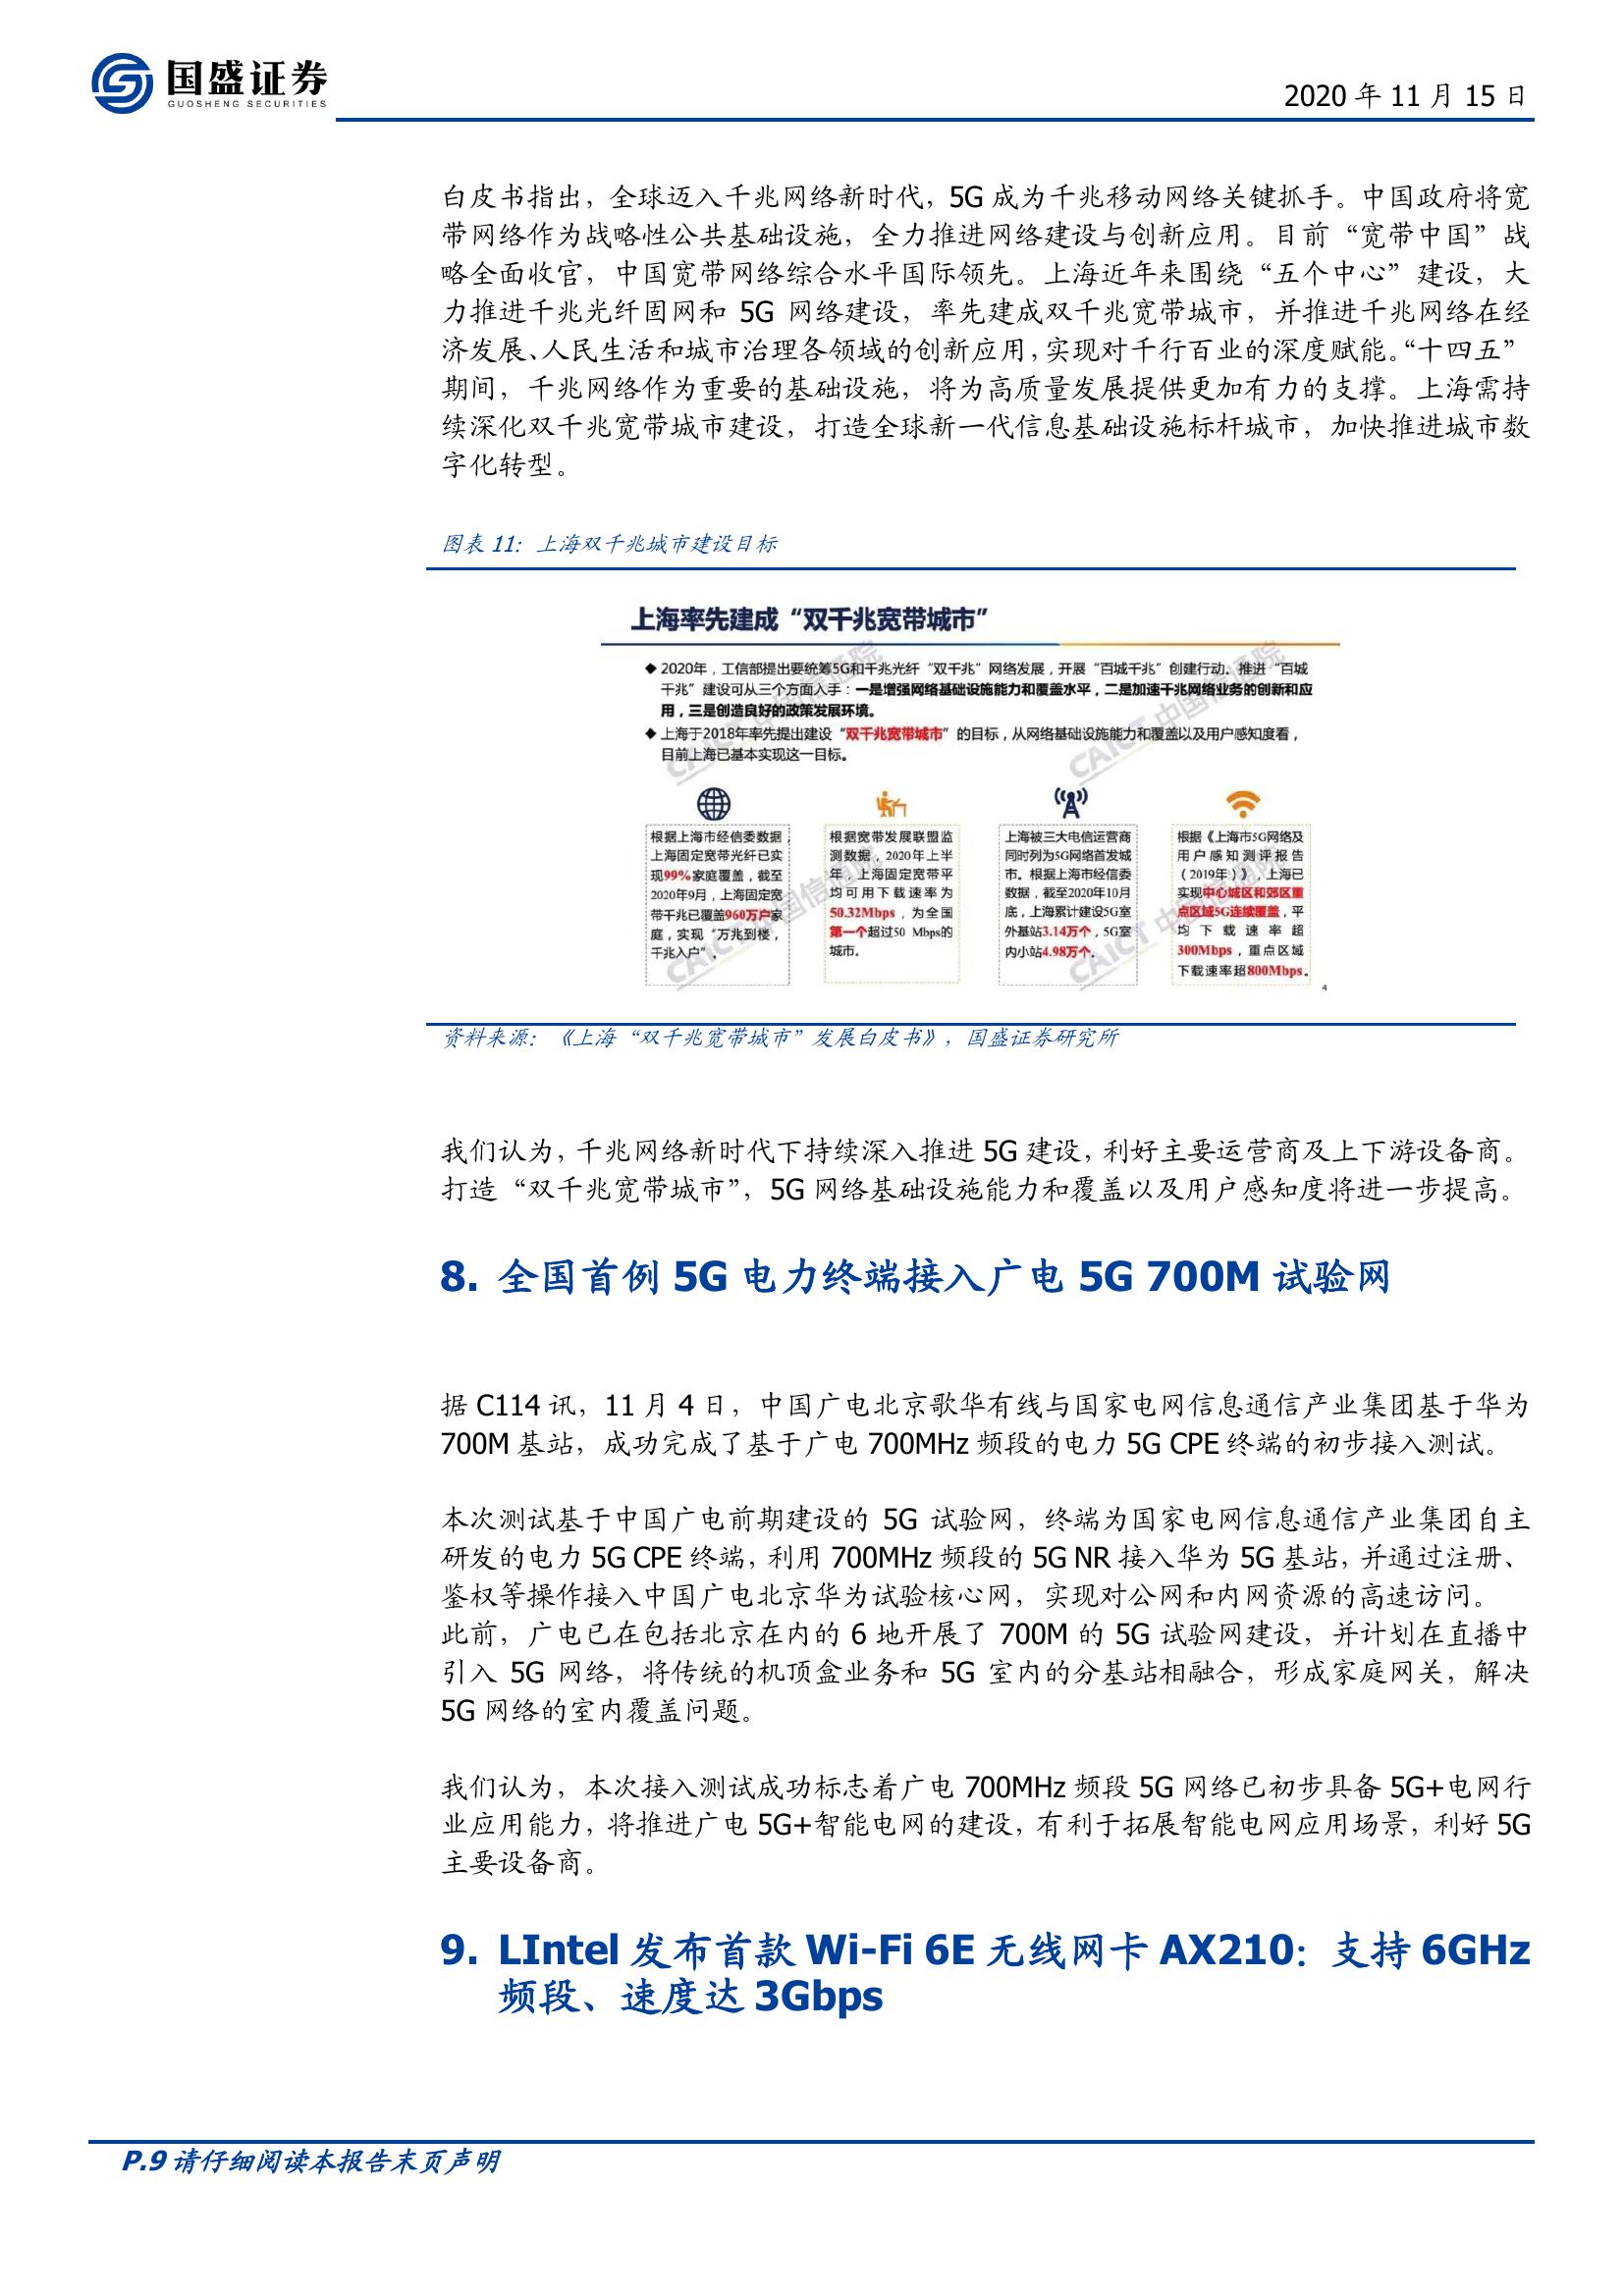 国盛证券
GUOSHENG SECURITIES
2020 年 11 月 15 日
白皮书指出，全球迈入千兆网络新时代，5G 成为千兆移动网络关键抓手。中国政府将宽
带网络作为战略性公共基础设施，全力推进网络建设与创新应用。目前“宽带中国”战
略全面收官，中国宽带网络综合水平国际领先。上海近年来围绕“五个中心”建设，大
力推进千兆光纤固网和 5G 网络建设，率先建成双千兆宽带城市，并推进千兆网络在经
济发展、人民生活和城市治理各领域的创新应用，实现对千行百业的深度赋能。“十四五”
期间，千兆网络作为重要的基础设施，将为高质量发展提供更加有力的支撑。上海需持
续深化双千兆宽带城市建设，打造全球新一代信息基础设施标杆城市，加快推进城市数
字化转型。
图表 11：上海双千兆城市建设目标
上海率先建成“双千兆宽带城市”
◆ 2020年，工信部提出要统筹5G和千兆光纤“双千兆”网络发展，开展“百城千兆”创建行动。推进“百城
千兆”建设可从三个方面入手：一是增强网络基础设施能力和覆盖水平，二是加速千兆网络业务的创新和应
用，三是创造良好的政策发展环境。
◆ 上海于2018年率先提出建设“双千兆宽带城市”的目标，从网络基础设施能力和覆盖以及用户感知度看，
目前上海已基本实现这一目标。
根据上海市经信委数据，
上海固定宽带光纤已实
现99%家庭覆盖，截至
2020年9月，上海固定宽
带千兆已覆盖960万户家
庭，实现“万兆到楼，
千兆入户”。
根据宽带发展联盟监
测数据，2020年上半
年，上海固定宽带平
均可用下载速率为
50.32Mbps，为全国
第一个超过50 Mbps的
城市。
上海被三大电信运营商
同时列为5G网络首发城
市。根据上海市经信委
数据，截至2020年10月
底，上海累计建设5G室
外基站3.14万个，5G室
内小站4.98万个。
根据《上海市5G网络及
用户感知测评报告
（2019年）》，上海已
实现中心城区和郊区重
点区域5G连续覆盖，平
均下载速率超
300Mbps，重点区域
下载速率超800Mbps。
CAICT 中国信通院
CAICT 中国信通院
CAICT 中国信通院
CAICT 中国信通院
4
资料来源：《上海“双千兆宽带城市”发展白皮书》，国盛证券研究所
我们认为，千兆网络新时代下持续深入推进 5G 建设，利好主要运营商及上下游设备商。
打造“双千兆宽带城市”，5G 网络基础设施能力和覆盖以及用户感知度将进一步提高。
8. 全国首例 5G 电力终端接入广电 5G 700M 试验网
据 C114 讯，11 月 4 日，中国广电北京歌华有线与国家电网信息通信产业集团基于华为
700M 基站，成功完成了基于广电 700MHz 频段的电力 5G CPE 终端的初步接入测试。
本次测试基于中国广电前期建设的 5G 试验网，终端为国家电网信息通信产业集团自主
研发的电力 5G CPE 终端，利用 700MHz 频段的 5G NR 接入华为 5G 基站，并通过注册、
鉴权等操作接入中国广电北京华为试验核心网，实现对公网和内网资源的高速访问。
此前，广电已在包括北京在内的 6 地开展了 700M 的 5G 试验网建设，并计划在直播中
引入 5G 网络，将传统的机顶盒业务和 5G 室内的分基站相融合，形成家庭网关，解决
5G 网络的室内覆盖问题。
我们认为，本次接入测试成功标志着广电 700MHz 频段 5G 网络已初步具备 5G+电网行
业应用能力，将推进广电 5G+智能电网的建设，有利于拓展智能电网应用场景，利好 5G
主要设备商。
9. LIntel 发布首款 Wi-Fi 6E 无线网卡 AX210：支持 6GHz
频段、速度达 3Gbps
P.9 请仔细阅读本报告末页声明